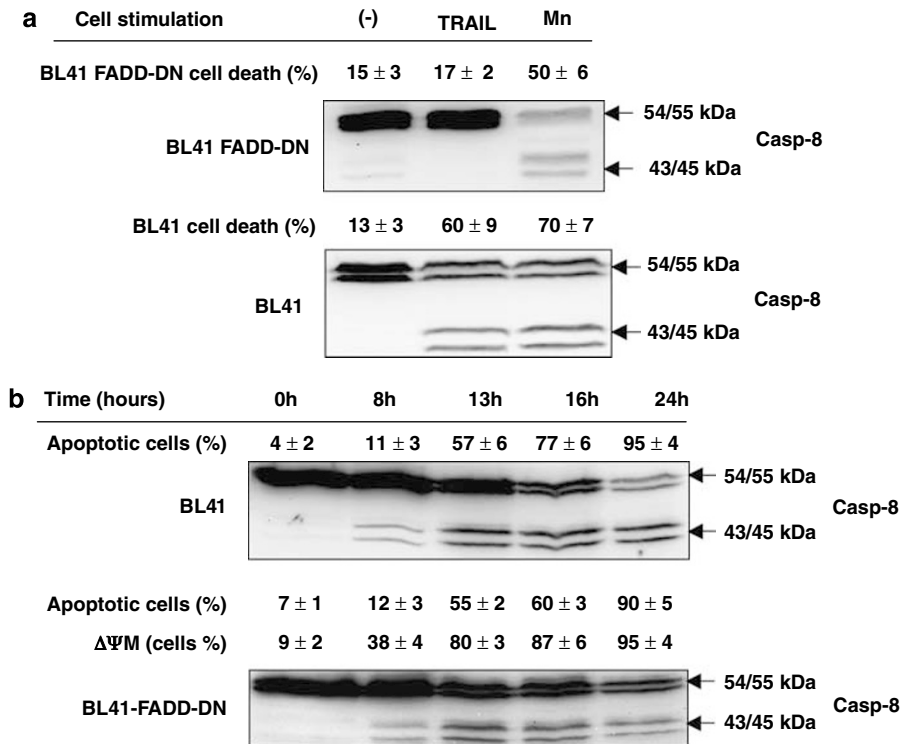 a Cell stimulation (-) TRAIL Mn
BL41 FADD-DN cell death (%) 15 ± 3 17 ± 2 50 ± 6
54/55 kDa
BL41 FADD-DN Casp-8
43/45 kDa
BL41 cell death (%) 13 ± 3 60 ± 9 70 ± 7
54/55 kDa
BL41 Casp-8
43/45 kDa
b Time (hours) 0h 8h 13h 16h 24h
Apoptotic cells (%) 4 ± 2 11 ± 3 57 ± 6 77 ± 6 95 ± 4
54/55 kDa
BL41 Casp-8
43/45 kDa
Apoptotic cells (%) 7 ± 1 12 ± 3 55 ± 2 60 ± 3 90 ± 5
ΔΨM (cells %) 9 ± 2 38 ± 4 80 ± 3 87 ± 6 95 ± 4
54/55 kDa
BL41-FADD-DN Casp-8
43/45 kDa